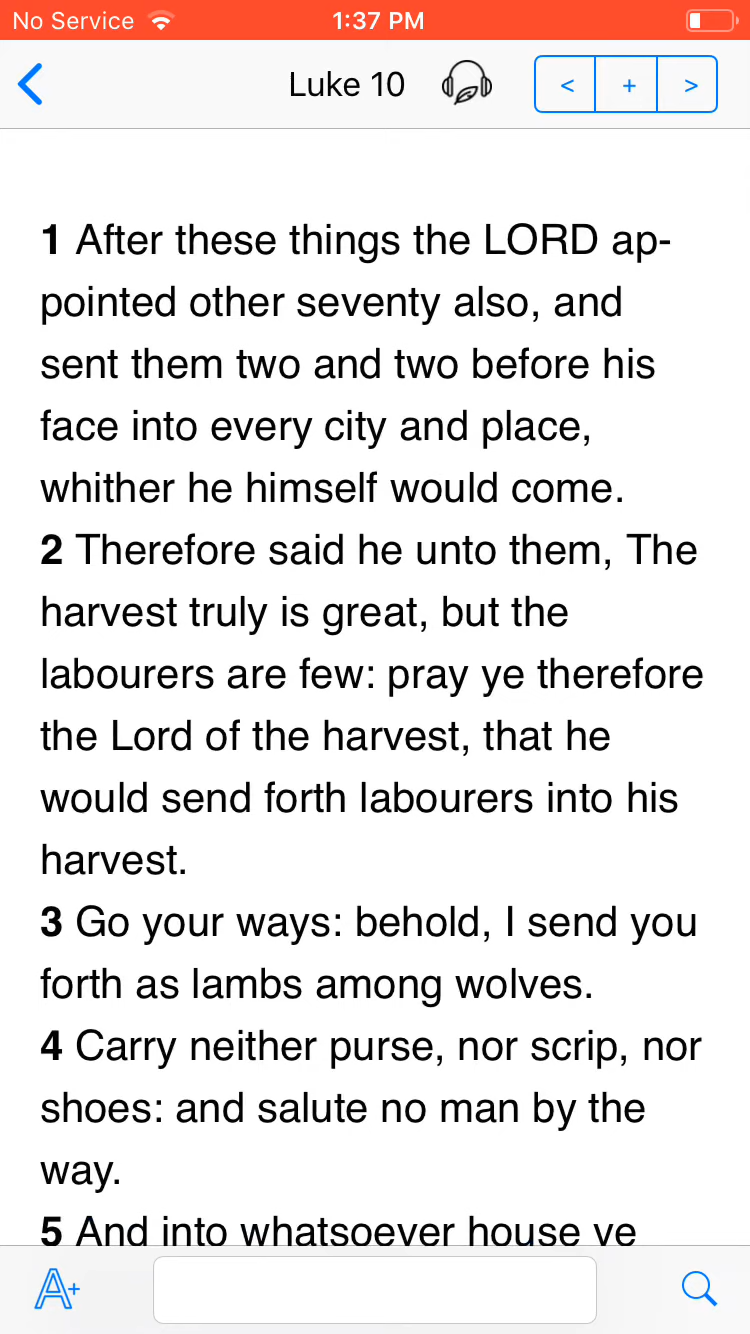 No Service 1:37 PM
Luke 10 < + >
1 After these things the LORD ap-
pointed other seventy also, and
sent them two and two before his
face into every city and place,
whither he himself would come.
2 Therefore said he unto them, The
harvest truly is great, but the
labourers are few: pray ye therefore
the Lord of the harvest, that he
would send forth labourers into his
harvest.
3 Go your ways: behold, I send you
forth as lambs among wolves.
4 Carry neither purse, nor scrip, nor
shoes: and salute no man by the
way.
5 And into whatsoever house ye
A+